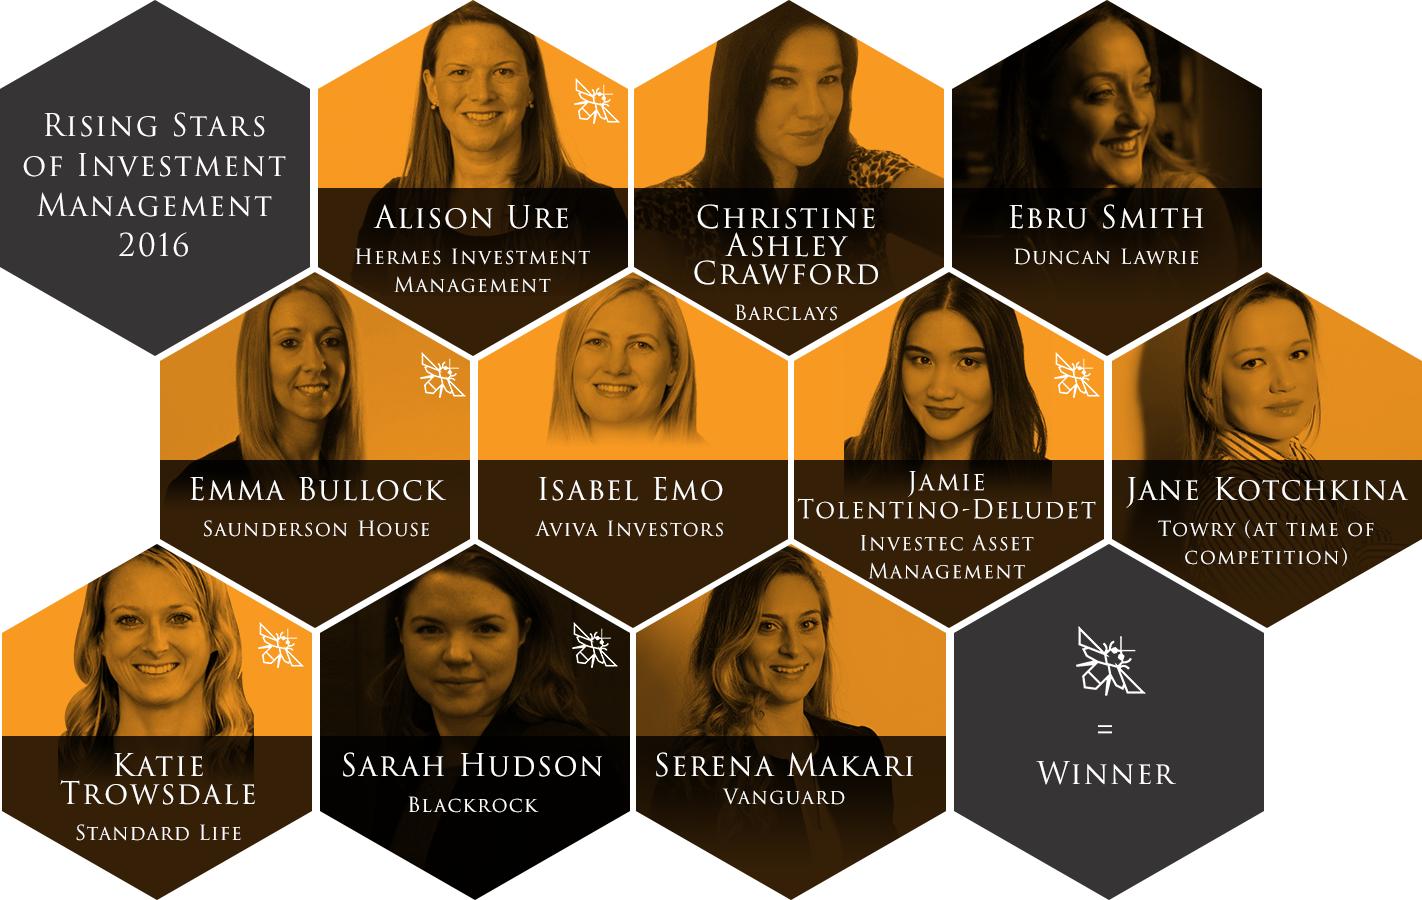 Rising Stars
of Investment
Management
2016
Alison Ure
Hermes Investment
Management
Christine
Ashley
Crawford
Barclays
Ebru Smith
Duncan Lawrie
Emma Bullock
Saunderson House
Isabel Emo
Aviva Investors
Jamie
Tolentino-Deludet
Investec Asset
Management
Jane Kotchkina
Towry (at time of
competition)
Katie
Trowsdale
Standard Life
Sarah Hudson
Blackrock
Serena Makari
Vanguard
=
Winner